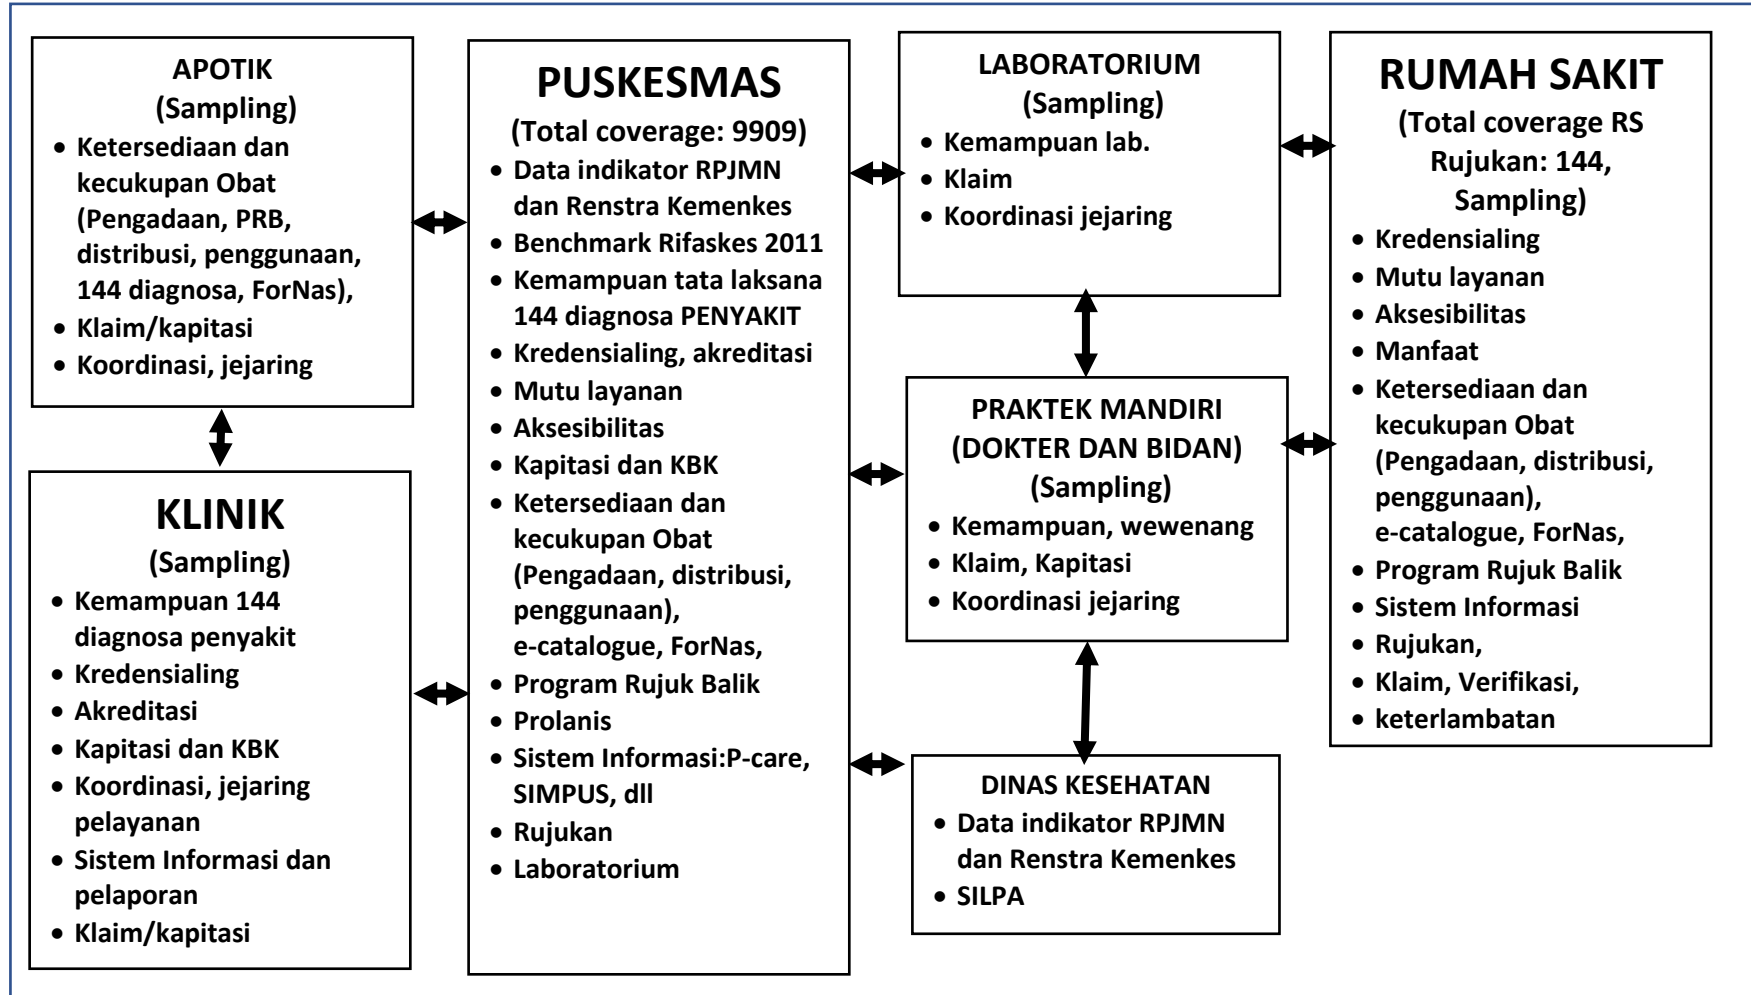 APOTIK
(Sampling)
• Ketersediaan dan
kecukupan Obat
(Pengadaan, PRB,
distribusi, penggunaan,
144 diagnosa, ForNas),
• Klaim/kapitasi
• Koordinasi, jejaring
KLINIK
(Sampling)
• Kemampuan 144
diagnosa penyakit
• Kredensialing
• Akreditasi
• Kapitasi dan KBK
• Koordinasi, jejaring
pelayanan
• Sistem Informasi dan
pelaporan
• Klaim/kapitasi
PUSKESMAS
(Total coverage: 9909)
• Data indikator RPJMN
dan Renstra Kemenkes
• Benchmark Rifaskes 2011
• Kemampuan tata laksana
144 diagnosa PENYAKIT
• Kredensialing, akreditasi
• Mutu layanan
• Aksesibilitas
• Kapitasi dan KBK
• Ketersediaan dan
kecukupan Obat
(Pengadaan, distribusi,
penggunaan),
e-catalogue, ForNas,
• Program Rujuk Balik
• Prolanis
• Sistem Informasi:P-care,
SIMPUS, dll
• Rujukan
• Laboratorium
LABORATORIUM
(Sampling)
• Kemampuan lab.
• Klaim
• Koordinasi jejaring
PRAKTEK MANDIRI
(DOKTER DAN BIDAN)
(Sampling)
• Kemampuan, wewenang
• Klaim, Kapitasi
• Koordinasi jejaring
DINAS KESEHATAN
• Data indikator RPJMN
dan Renstra Kemenkes
• SILPA
RUMAH SAKIT
(Total coverage RS
Rujukan: 144,
Sampling)
• Kredensialing
• Mutu layanan
• Aksesibilitas
• Manfaat
• Ketersediaan dan
kecukupan Obat
(Pengadaan, distribusi,
penggunaan),
e-catalogue, ForNas,
• Program Rujuk Balik
• Sistem Informasi
• Rujukan,
• Klaim, Verifikasi,
• keterlambatan